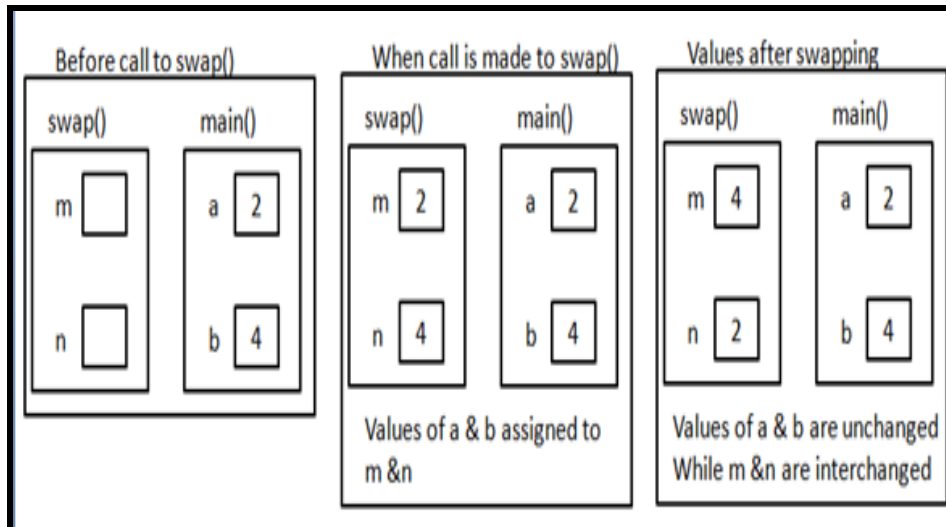 Before call to swap()
swap() main()
m a 2
n b 4
When call is made to swap()
swap() main()
m 2 a 2
n 4 b 4
Values of a & b assigned to
m &n
Values after swapping
swap() main()
m 4 a 2
n 2 b 4
Values of a & b are unchanged
While m &n are interchanged